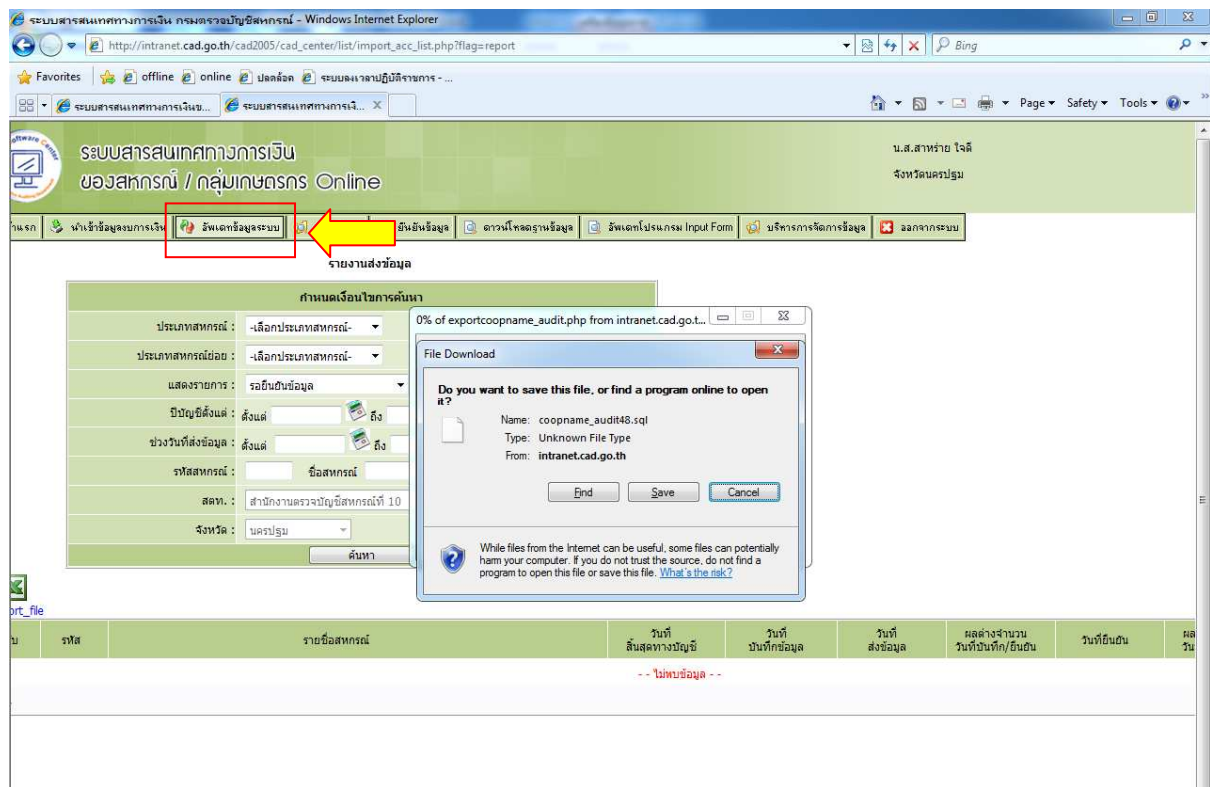 ระบบสารสนเทศทางการเงิน กรมตรวจบัญชีสหกรณ์ - Windows Internet Explorer
http://intranet.cad.go.th/cad2005/cad_center/list/import_acc_list.php?flag=report
Bing
Favorites offline online ปลดล็อค ระบบลงเวลาปฏิบัติราชการ - ...
ระบบสารสนเทศทางการเงินข... ระบบสารสนเทศทางการเงิ... X Page Safety Tools
Software Center
ระบบสารสนเทศทางการเงิน
น.ส.สาหร่าย ใจดี
ของสหกรณ์ / กลุ่มเกษตรกร Online
จังหวัดนครปฐม
นำเข้าข้อมูลงบการเงิน อัพเดทข้อมูลระบบ ยืนยันข้อมูล ดาวน์โหลดฐานข้อมูล อัพเดทโปรแกรม Input Form บริหารการจัดการข้อมูล ออกจากระบบ
รายงานส่งข้อมูล
กำหนดเงื่อนไขการค้นหา
ประเภทสหกรณ์ : -เลือกประเภทสหกรณ์-
ประเภทสหกรณ์ย่อย : -เลือกประเภทสหกรณ์-
แสดงรายการ : รอยืนยันข้อมูล
ปีบัญชีตั้งแต่ : ตั้งแต่ ถึง
ช่วงวันที่ส่งข้อมูล : ตั้งแต่ ถึง
รหัสสหกรณ์ : ชื่อสหกรณ์
สตท. : สำนักงานตรวจบัญชีสหกรณ์ที่ 10
จังหวัด : นครปฐม
ค้นหา
0% of exportcoopname_audit.php from intranet.cad.go.t...
File Download
Do you want to save this file, or find a program online to open
it?
Name: coopname_audit48.sql
Type: Unknown File Type
From: intranet.cad.go.th
Find Save Cancel
While files from the Internet can be useful, some files can potentially
harm your computer. If you do not trust the source, do not find a
program to open this file or save this file. What's the risk?
ort_file
รหัส รายชื่อสหกรณ์ วันที่ สิ้นสุดทางบัญชี วันที่ บันทึกข้อมูล วันที่ ส่งข้อมูล ผลต่างจำนวน วันที่บันทึก/ยืนยัน วันที่ยืนยัน
- - ไม่พบข้อมูล - -